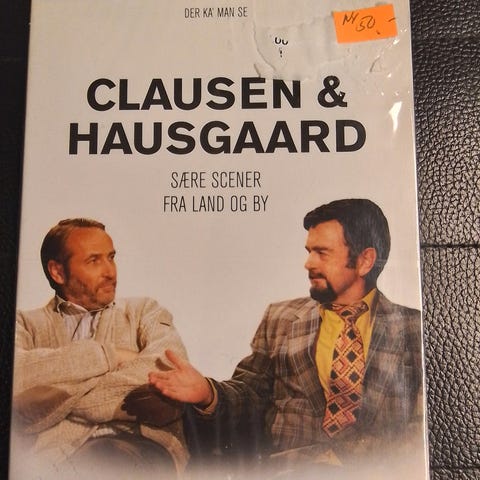 DER KA' MAN SE
NY 50,-
CLAUSEN &
HAUSGAARD
SÆRE SCENER
FRA LAND OG BY